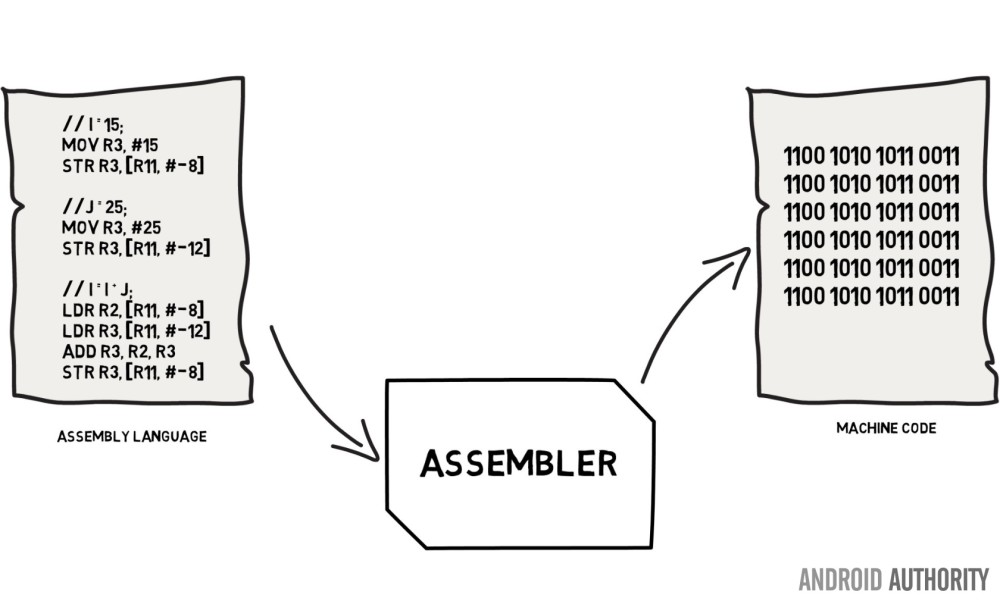 //I=15;
MOV R3, #15
STR R3, [R11, #-8]
//J=25;
MOV R3, #25
STR R3, [R11, #-12]
//I=I+J;
LDR R2, [R11, #-8]
LDR R3, [R11, #-12]
ADD R3, R2, R3
STR R3, [R11, #-8]
ASSEMBLY LANGUAGE
ASSEMBLER
1100 1010 1011 0011
1100 1010 1011 0011
1100 1010 1011 0011
1100 1010 1011 0011
1100 1010 1011 0011
1100 1010 1011 0011
MACHINE CODE
ANDROID AUTHORITY